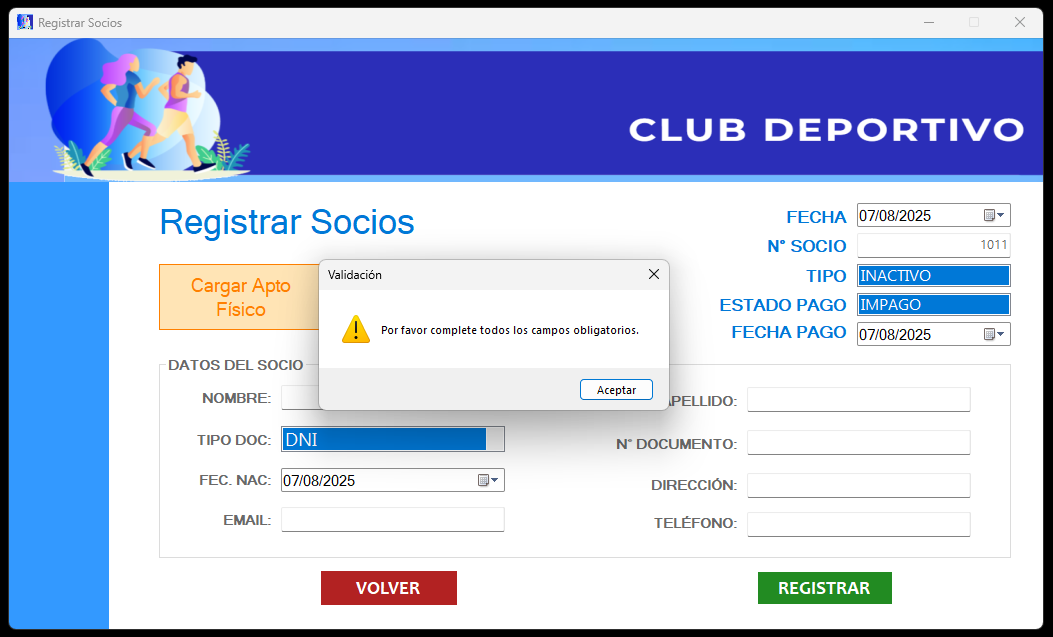 Registrar Socios
CLUB DEPORTIVO
Registrar Socios
FECHA 07/08/2025
N° SOCIO 1011
TIPO INACTIVO
ESTADO PAGO IMPAGO
FECHA PAGO 07/08/2025
Cargar Apto
Físico
Validación
Por favor complete todos los campos obligatorios.
Aceptar
DATOS DEL SOCIO
NOMBRE:
PELLIDO:
TIPO DOC: DNI
N° DOCUMENTO:
FEC. NAC: 07/08/2025
DIRECCIÓN:
EMAIL:
TELÉFONO:
VOLVER
REGISTRAR